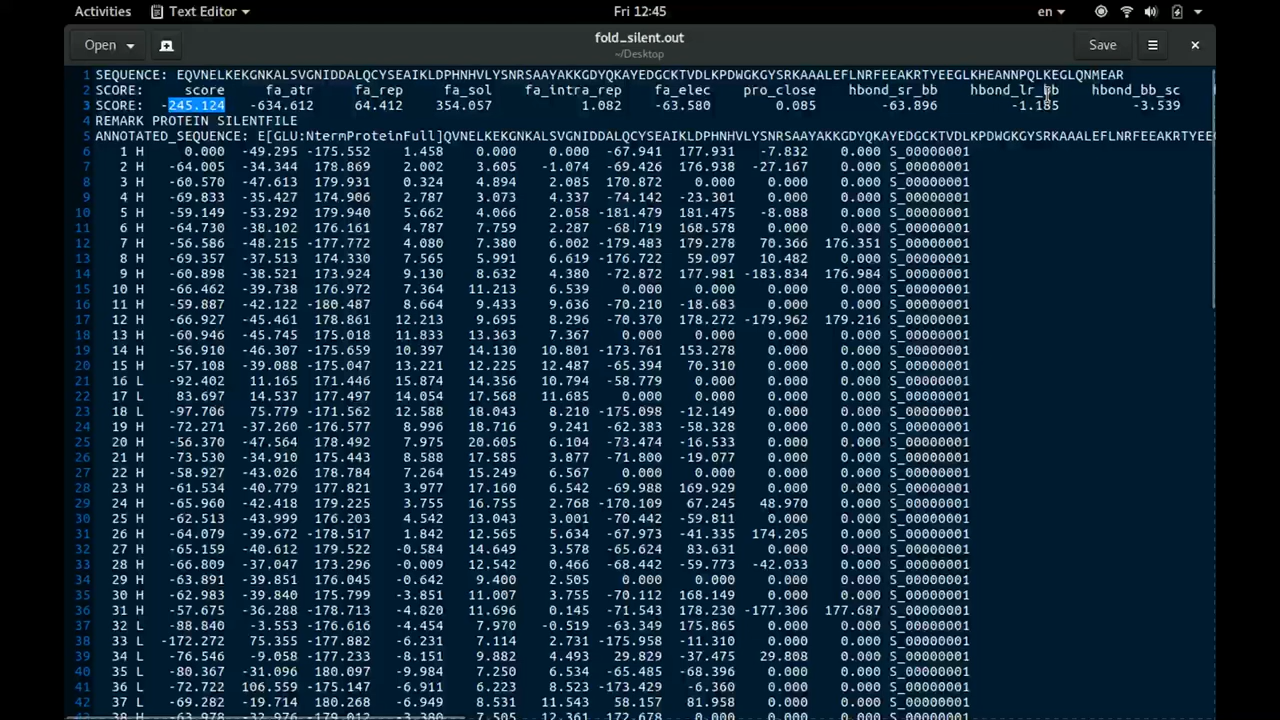 Activities Text Editor Fri 12:45 en
Open fold_silent.out Save
~/Desktop
1 SEQUENCE: EQVNELKEKGNKALSVGNIDDALQCYSEAIKLDPHNHVLYSNRSAAYAKKGDYQKAYEDGCKTVDLKPDWGKGYSRKAAALEFLNRFEEAKRTYEEGLKHEANNPQLKEGLQNMEAR
2 SCORE: score fa_atr fa_rep fa_sol fa_intra_rep fa_elec pro_close hbond_sr_bb hbond_lr_bb hbond_bb_sc
3 SCORE: -245.124 -634.612 64.412 354.057 1.082 -63.580 0.085 -63.896 -1.185 -3.539
4 REMARK PROTEIN SILENTFILE
5 ANNOTATED_SEQUENCE: E[GLU:NtermProteinFull]QVNELKEKGNKALSVGNIDDALQCYSEAIKLDPHNHVLYSNRSAAYAKKGDYQKAYEDGCKTVDLKPDWGKGYSRKAAALEFLNRFEEAKRTYEE
6 1 H 0.000 -49.295 -175.552 1.458 0.000 0.000 -67.941 177.931 -7.832 0.000 S_00000001
7 2 H -64.005 -34.344 178.869 2.002 3.605 -1.074 -69.426 176.938 -27.167 0.000 S_00000001
8 3 H -60.570 -47.613 179.931 0.324 4.894 2.085 170.872 0.000 0.000 0.000 S_00000001
9 4 H -69.833 -35.427 174.906 2.787 3.073 4.337 -74.142 -23.301 0.000 0.000 S_00000001
10 5 H -59.149 -53.292 179.940 5.662 4.066 2.058 -181.479 181.475 -8.088 0.000 S_00000001
11 6 H -64.730 -38.102 176.161 4.787 7.759 2.287 -68.719 168.578 0.000 0.000 S_00000001
12 7 H -56.586 -48.215 -177.772 4.080 7.380 6.002 -179.483 179.278 70.366 176.351 S_00000001
13 8 H -69.357 -37.513 174.330 7.565 5.991 6.619 -176.722 59.097 10.482 0.000 S_00000001
14 9 H -60.898 -38.521 173.924 9.130 8.632 4.380 -72.872 177.981 -183.834 176.984 S_00000001
15 10 H -66.462 -39.738 176.972 7.364 11.213 6.539 0.000 0.000 0.000 0.000 S_00000001
16 11 H -59.887 -42.122 -180.487 8.664 9.433 9.636 -70.210 -18.683 0.000 0.000 S_00000001
17 12 H -66.927 -45.461 178.861 12.213 9.695 8.296 -70.370 178.272 -179.962 179.216 S_00000001
18 13 H -60.946 -45.745 175.018 11.833 13.363 7.367 0.000 0.000 0.000 0.000 S_00000001
19 14 H -56.910 -46.307 -175.659 10.397 14.130 10.801 -173.761 153.278 0.000 0.000 S_00000001
20 15 H -57.108 -39.088 -175.047 13.221 12.225 12.487 -65.394 70.310 0.000 0.000 S_00000001
21 16 L -92.402 11.165 171.446 15.874 14.356 10.794 -58.779 0.000 0.000 0.000 S_00000001
22 17 L 83.697 14.537 177.497 14.054 17.568 11.685 0.000 0.000 0.000 0.000 S_00000001
23 18 L -97.706 75.779 -171.562 12.588 18.043 8.210 -175.098 -12.149 0.000 0.000 S_00000001
24 19 H -72.271 -37.260 -176.577 8.996 18.716 9.241 -62.383 -58.328 0.000 0.000 S_00000001
25 20 H -56.370 -47.564 178.492 7.975 20.605 6.104 -73.474 -16.533 0.000 0.000 S_00000001
26 21 H -73.530 -34.910 175.443 8.588 17.585 3.877 -71.800 -19.077 0.000 0.000 S_00000001
27 22 H -58.927 -43.026 178.784 7.264 15.249 6.567 0.000 0.000 0.000 0.000 S_00000001
28 23 H -61.534 -40.779 177.821 3.977 17.160 6.542 -69.988 169.929 0.000 0.000 S_00000001
29 24 H -65.960 -42.418 179.225 3.755 16.755 2.768 -170.109 67.245 48.970 0.000 S_00000001
30 25 H -62.513 -43.999 176.203 4.542 13.043 3.001 -70.442 -59.811 0.000 0.000 S_00000001
31 26 H -64.079 -39.672 -178.517 1.842 12.565 5.634 -67.973 -41.335 174.205 0.000 S_00000001
32 27 H -65.159 -40.612 179.522 -0.584 14.649 3.578 -65.624 83.631 0.000 0.000 S_00000001
33 28 H -66.809 -37.047 173.296 -0.009 12.542 0.466 -68.442 -59.773 -42.033 0.000 S_00000001
34 29 H -63.891 -39.851 176.045 -0.642 9.400 2.505 0.000 0.000 0.000 0.000 S_00000001
35 30 H -62.983 -39.840 175.799 -3.851 11.007 3.755 -70.112 168.149 0.000 0.000 S_00000001
36 31 H -57.675 -36.288 -178.713 -4.820 11.696 0.145 -71.543 178.230 -177.306 177.687 S_00000001
37 32 L -88.840 -3.553 -176.616 -4.454 7.970 -0.519 -63.349 175.865 0.000 0.000 S_00000001
38 33 L -172.272 75.355 -177.882 -6.231 7.114 2.731 -175.958 -11.310 0.000 0.000 S_00000001
39 34 L -76.546 -9.058 -177.233 -8.151 9.882 4.493 29.829 -37.475 29.808 0.000 S_00000001
40 35 L -80.367 -31.096 180.097 -9.984 7.250 6.534 -65.485 -68.396 0.000 0.000 S_00000001
41 36 L -72.722 106.559 -175.147 -6.911 6.223 8.523 -173.429 -6.360 0.000 0.000 S_00000001
42 37 L -89.282 -19.714 180.268 -6.949 8.531 11.543 58.157 81.958 0.000 0.000 S_00000001